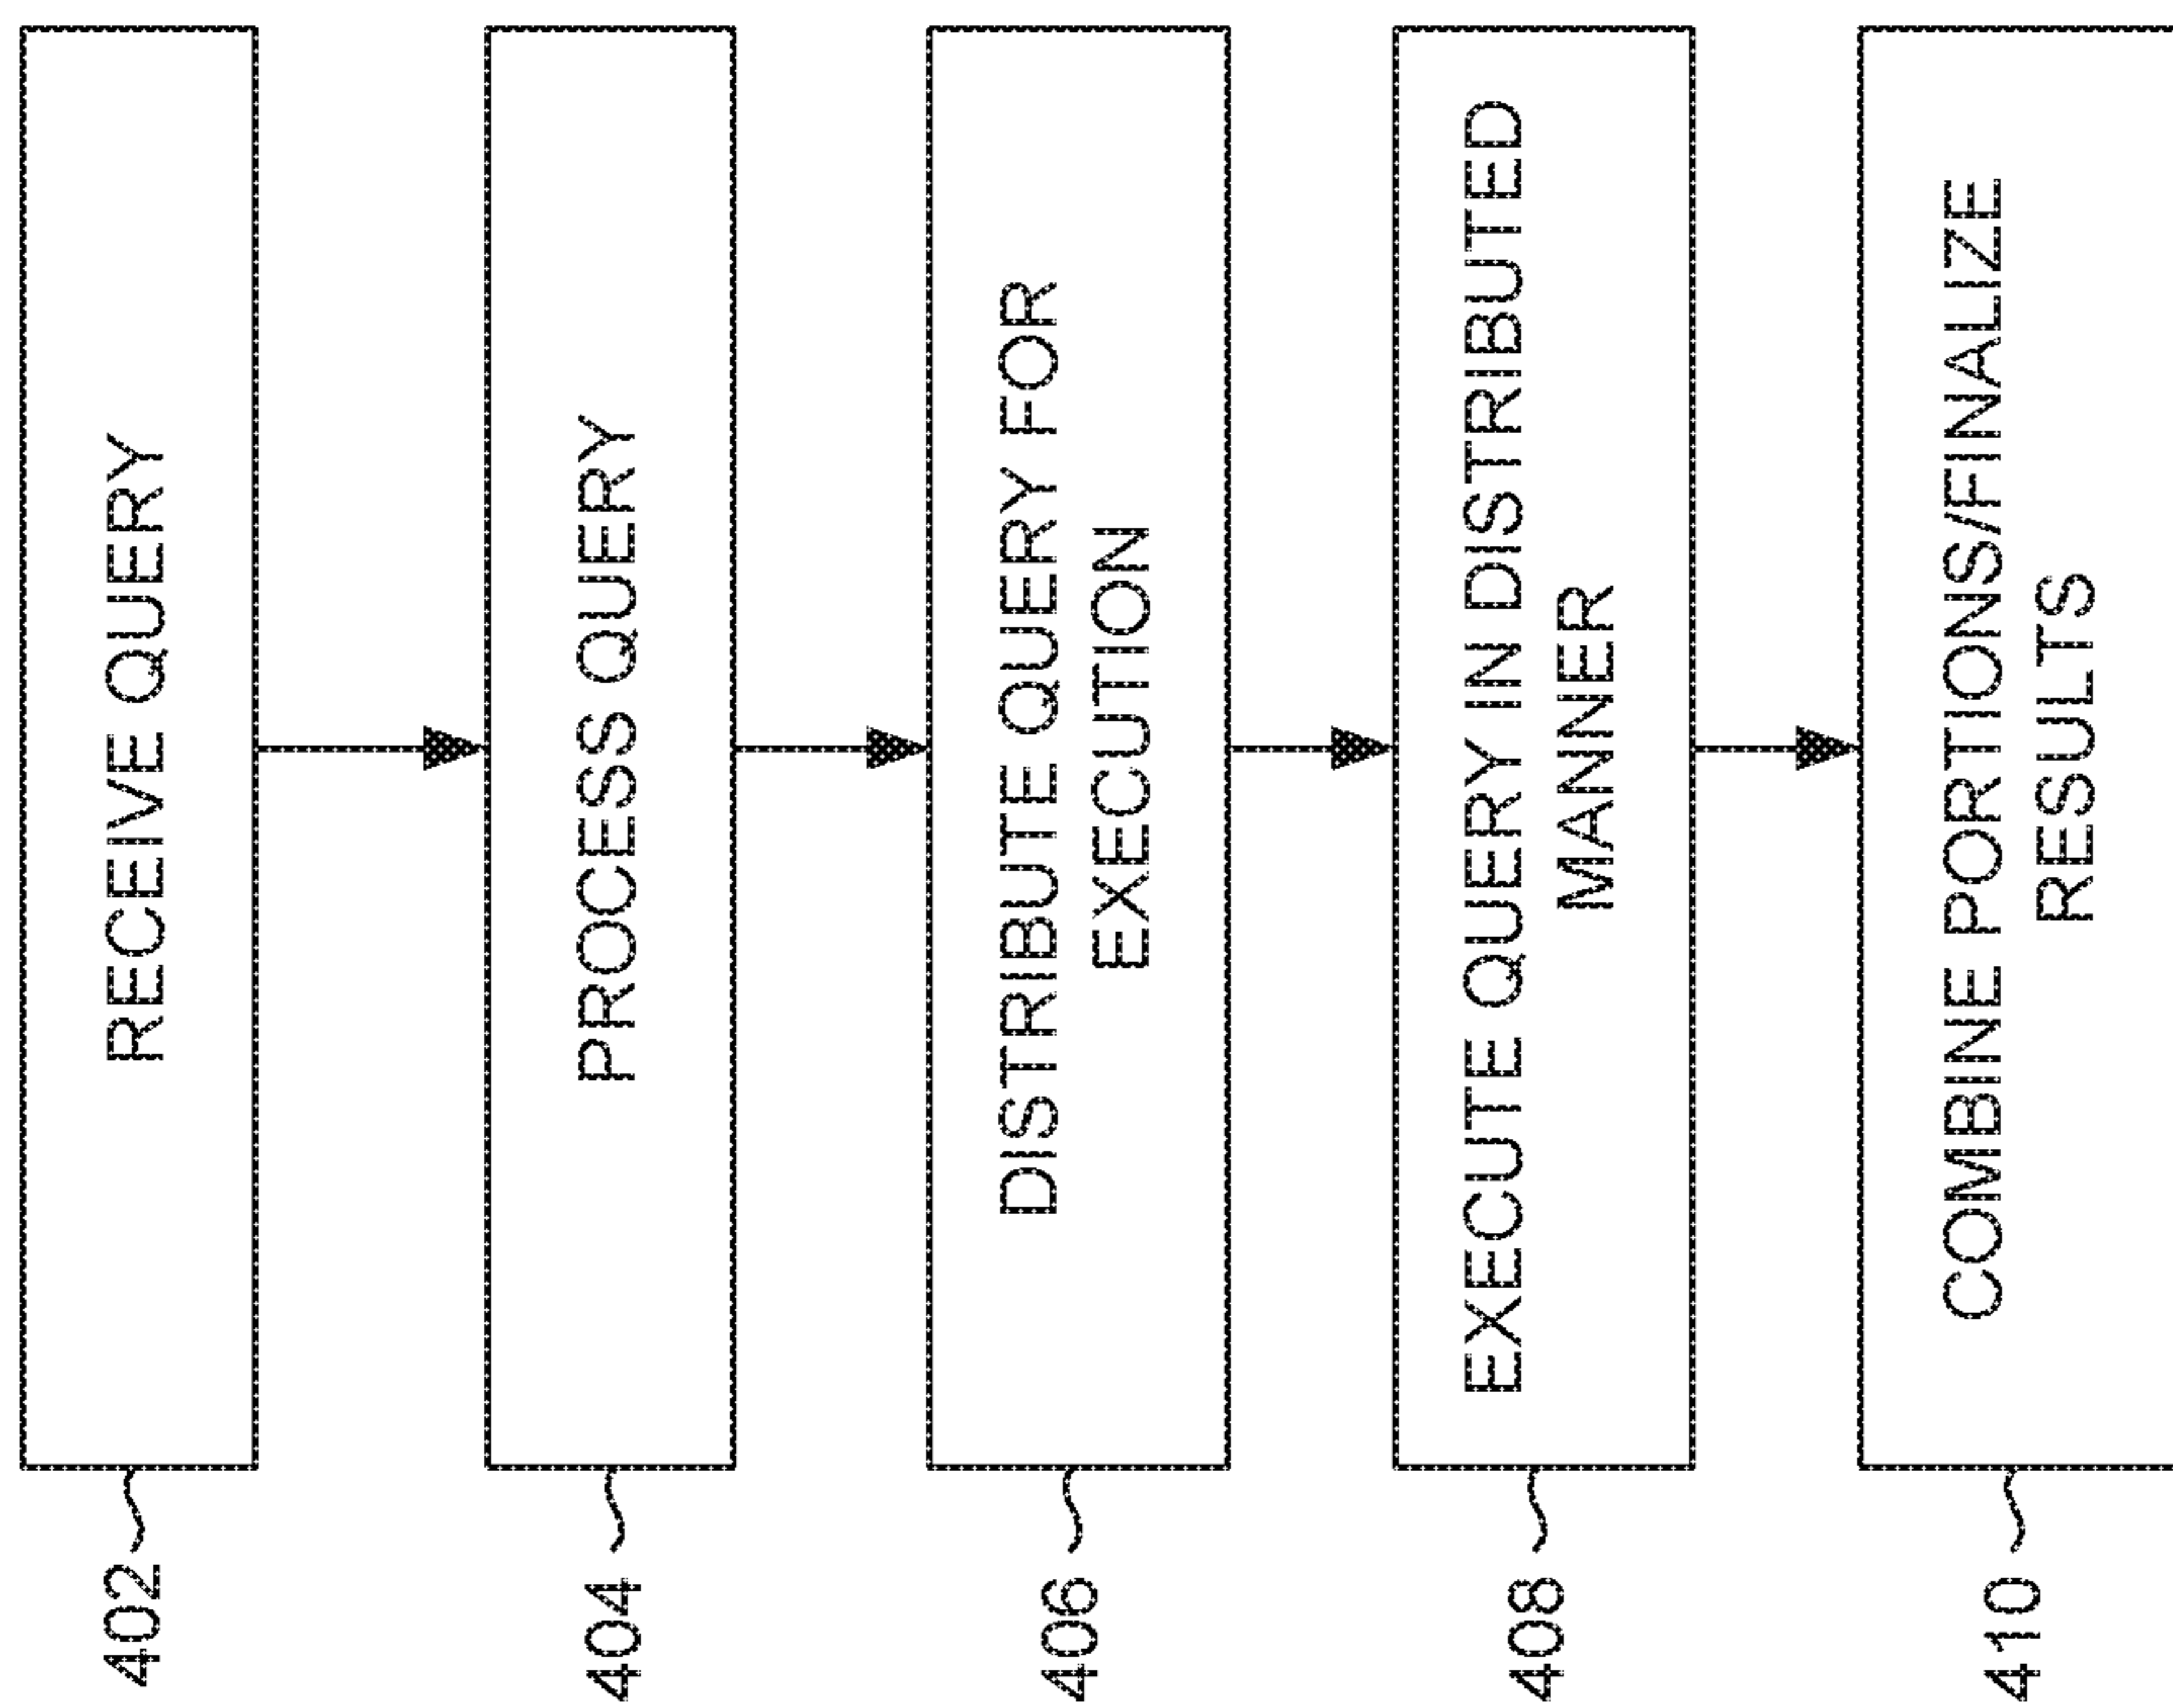 402
RECEIVE QUERY
404
PROCESS QUERY
406
DISTRIBUTE QUERY FOR
EXECUTION
408
EXECUTE QUERY IN DISTRIBUTED
MANNER
410
COMBINE PORTIONS/FINALIZE
RESULTS